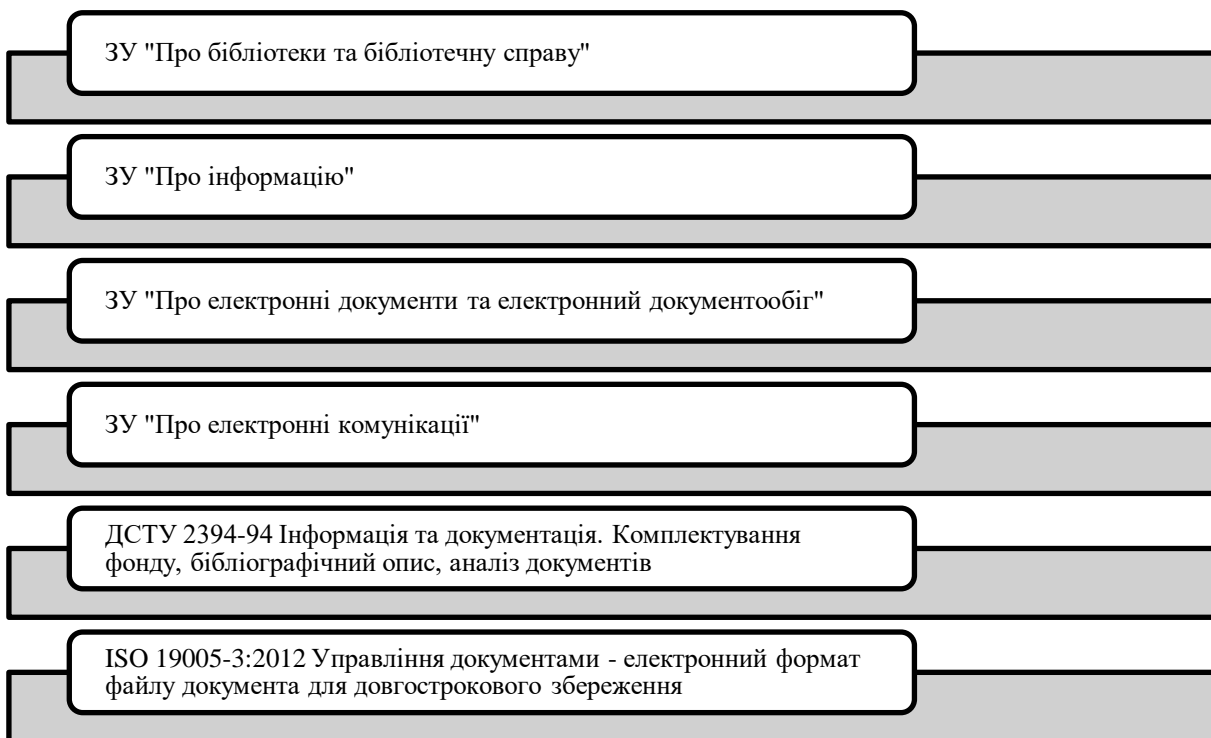 ЗУ "Про бібліотеки та бібліотечну справу"
ЗУ "Про інформацію"
ЗУ "Про електронні документи та електронний документообіг"
ЗУ "Про електронні комунікації"
ДСТУ 2394-94 Інформація та документація. Комплектування
фонду, бібліографічний опис, аналіз документів
ISO 19005-3:2012 Управління документами - електронний формат
файлу документа для довгострокового збереження